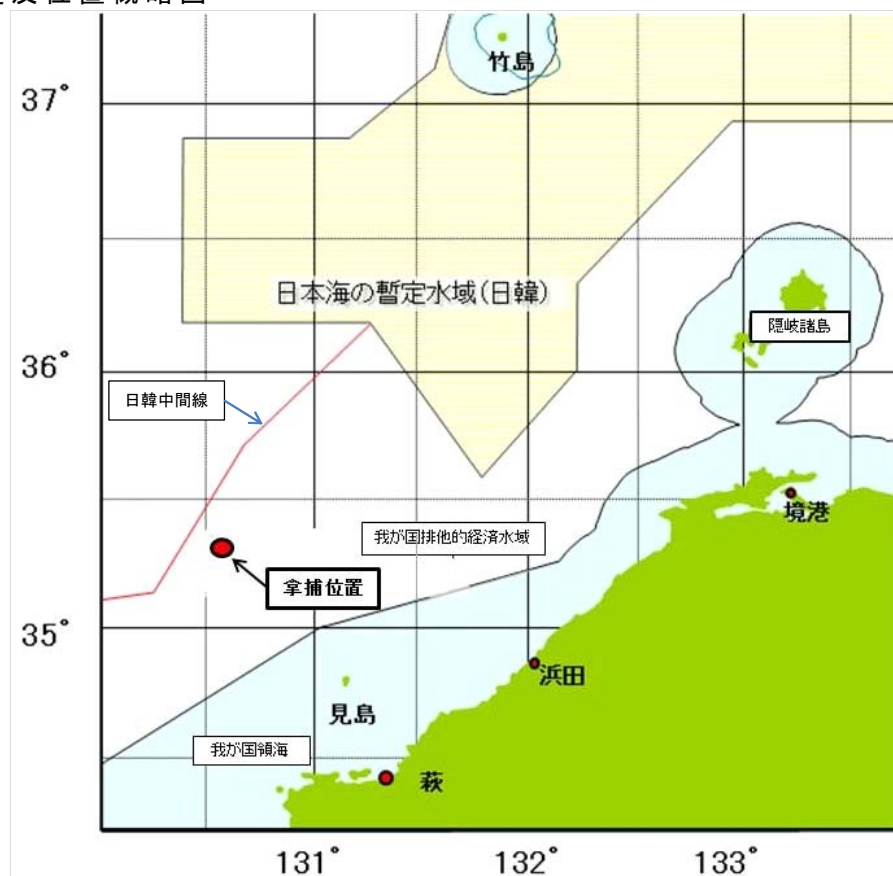 竹島
37°
日本海の暫定水域(日韓)
隠岐諸島
36°
日韓中間線
境港
我が国排他的経済水域
拿捕位置
35°
浜田
見島
我が国領海
萩
131°
132°
133°